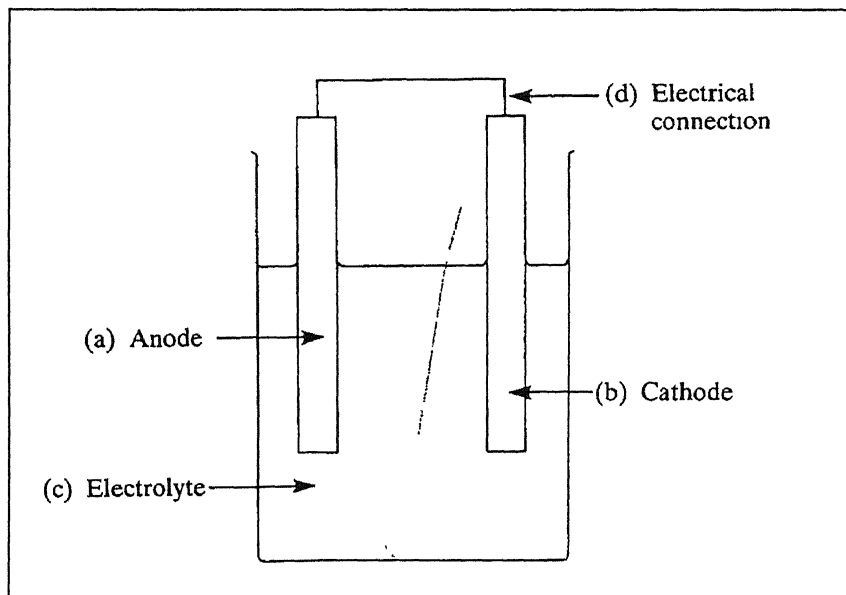 (d) Electrical
connection
(a) Anode
(b) Cathode
(c) Electrolyte